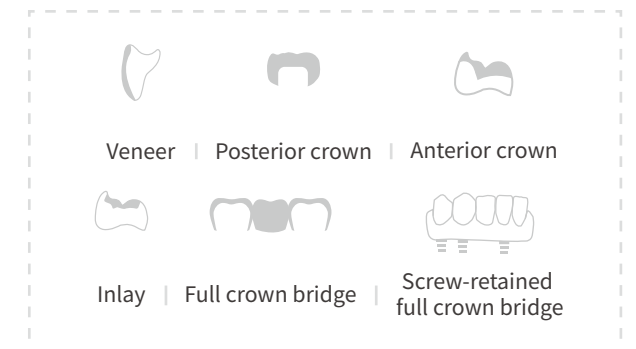 Veneer | Posterior crown | Anterior crown
Inlay | Full crown bridge | Screw-retained
full crown bridge